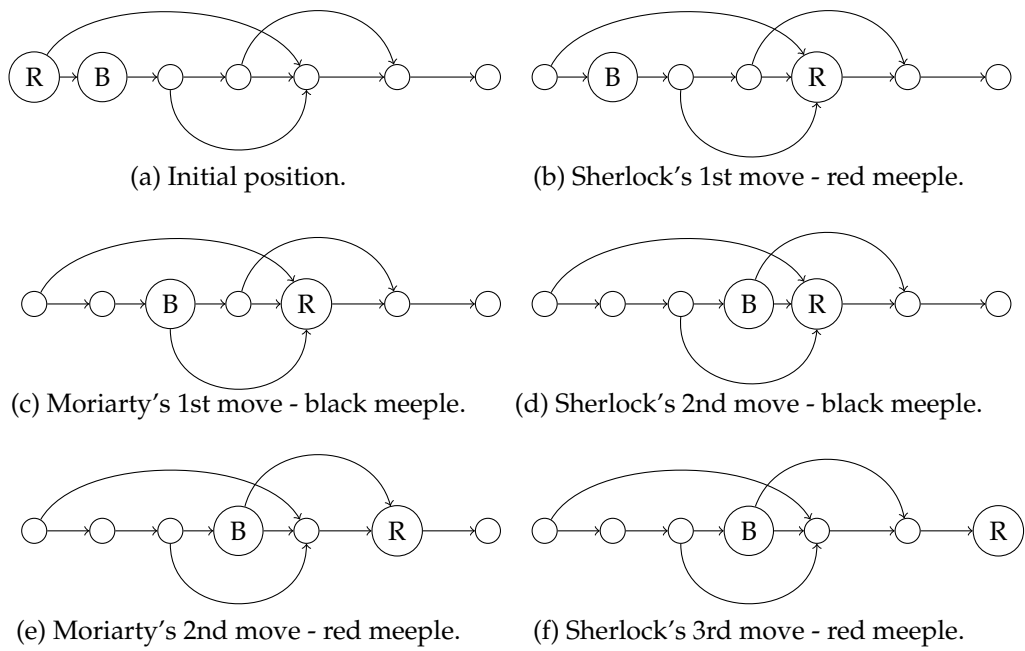 R B
B R
(a) Initial position.
(b) Sherlock's 1st move - red meeple.
B R
B R
(c) Moriarty's 1st move - black meeple.
(d) Sherlock's 2nd move - black meeple.
B R
B R
(e) Moriarty's 2nd move - red meeple.
(f) Sherlock's 3rd move - red meeple.